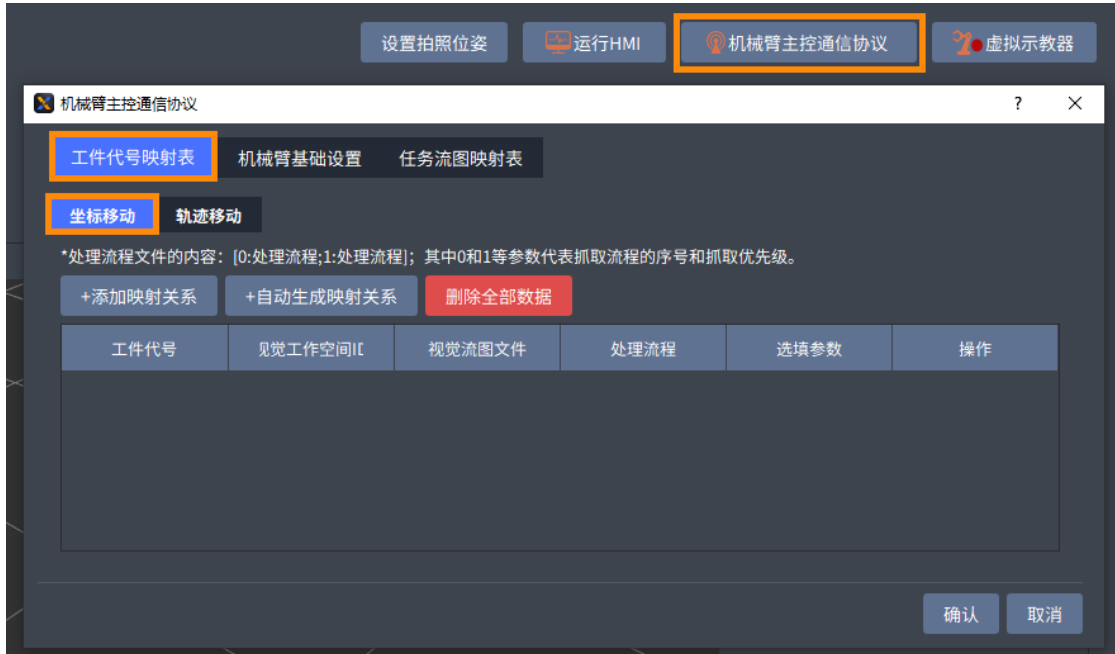 设置拍照位姿 运行HMI 机械臂主控通信协议 虚拟示教器
机械臂主控通信协议 ? ×
工件代号映射表 机械臂基础设置 任务流图映射表
坐标移动 轨迹移动
*处理流程文件的内容：[0:处理流程;1:处理流程]；其中0和1等参数代表抓取流程的序号和抓取优先级。
+添加映射关系 +自动生成映射关系 删除全部数据
工件代号 视觉工作空间ID 视觉流图文件 处理流程 选填参数 操作
确认 取消